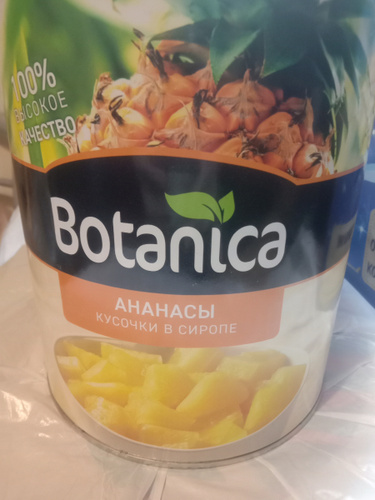 100%
ВЫСОКОЕ
КАЧЕСТВО
Botanica
АНАНАСЫ
КУСОЧКИ В СИРОПЕ